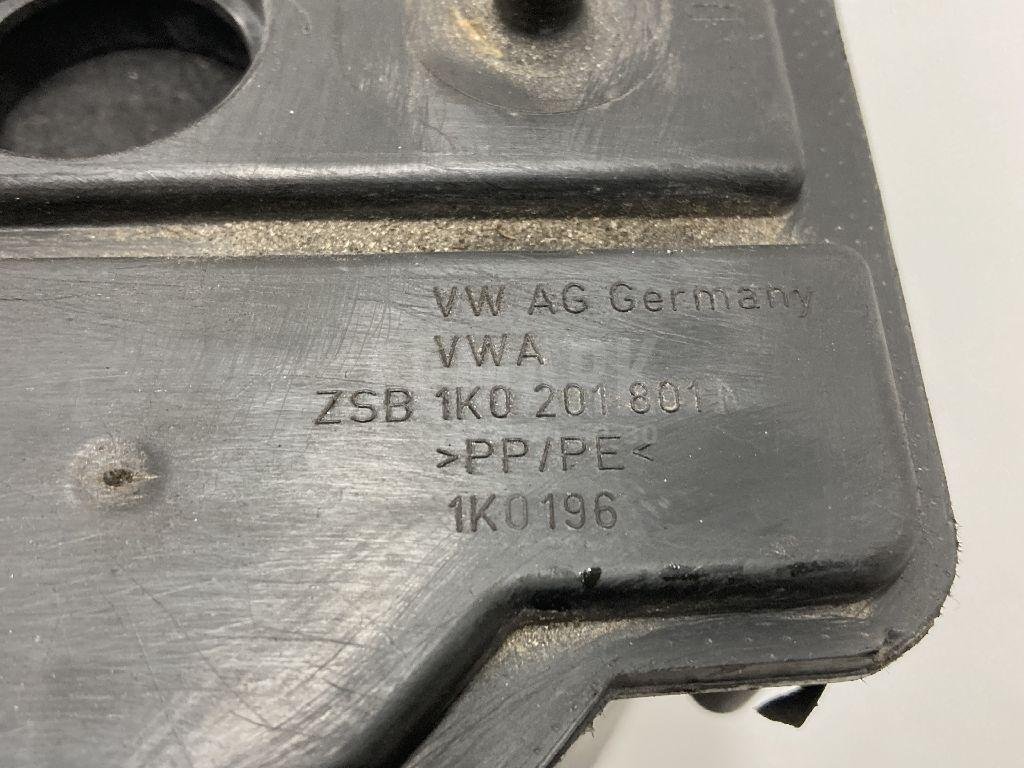 VW AG Germany
VWA
ZSB 1K0 201 801 N
>PP/PE<
1K0196